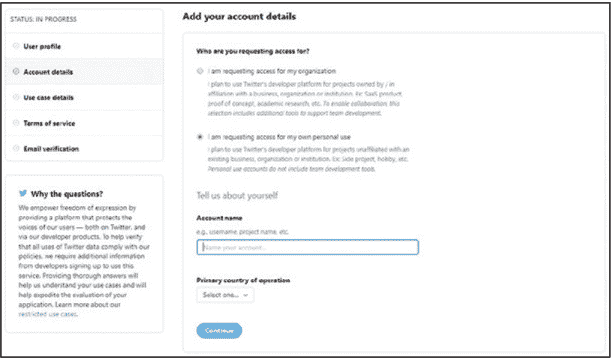 STATUS: IN PROGRESS
User profile
Account details
Use case details
Terms of service
Email verification
Why the questions?
We empower freedom of expression by
providing a platform that protects the
voices of our users — both on Twitter, and
via our developer products. To help verify
that all uses of Twitter data comply with our
policies, we require additional information
from developers signing up to use this
service. Providing thorough answers will
help us understand your use cases and will
help expedite the evaluation of your
application. Learn more about our
restricted use cases.
Add your account details
Who are you requesting access for?
I am requesting access for my organization
I plan to use Twitter's developer platform for projects owned by / in
affiliation with a business, organization or institution. Ex: SaaS product,
proof of concept, academic research, etc. To enable collaboration, this
selection includes additional tools to support team development.
I am requesting access for my own personal use
I plan to use Twitter's developer platform for projects unaffiliated with an
existing business, organization or institution. Ex: side project, hobby, etc.
Personal use accounts do not include team development tools.
Tell us about yourself
Account name
e.g., username, project name, etc.
Name your account...
Primary country of operation
Select one...
Continue